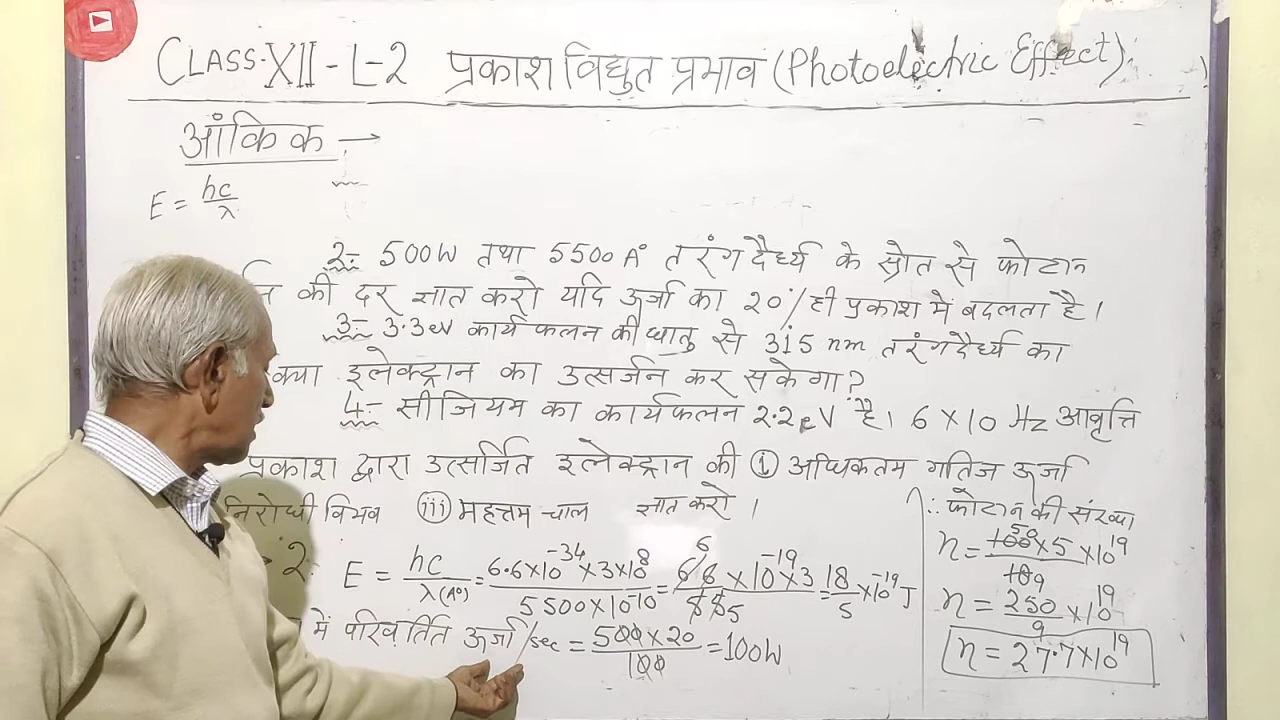 CLASS-XII-L-2 प्रकाश विद्युत प्रभाव (Photoelectric Effect)
आंकिक →
E = hc/λ
2:- 500W तथा 5500 A° तरंगदैर्ध्य के स्रोत से फोटान
की दर ज्ञात करो यदि ऊर्जा का 20% ही प्रकाश में बदलता है।
3:- 3.3eV कार्यफलन की धातु से 315 nm तरंगदैर्ध्य का
क्या इलेक्ट्रान का उत्सर्जन कर सकेगा?
4:- सीजियम का कार्यफलन 2.2eV है। 6 X 10 Hz आवृत्ति
प्रकाश द्वारा उत्सर्जित इलेक्ट्रान की (i) अधिकतम गतिज ऊर्जा
निरोधी विभव (iii) महत्तम चाल ज्ञात करो।
2. E = hc/λ(A°) = 6.6×10^-34 ×3×10^8 / 5500×10^-10 = 66 × 10^-19 ×3 / 55 = 18/5 ×10^-19 J
में परिवर्तित ऊर्जा/sec = 500 × 20 / 100 = 100W
∴ फोटान की संख्या
n = 100×5 × 10^19 / 18 9
n = 250/9 × 10^19
n = 27.7×10^19